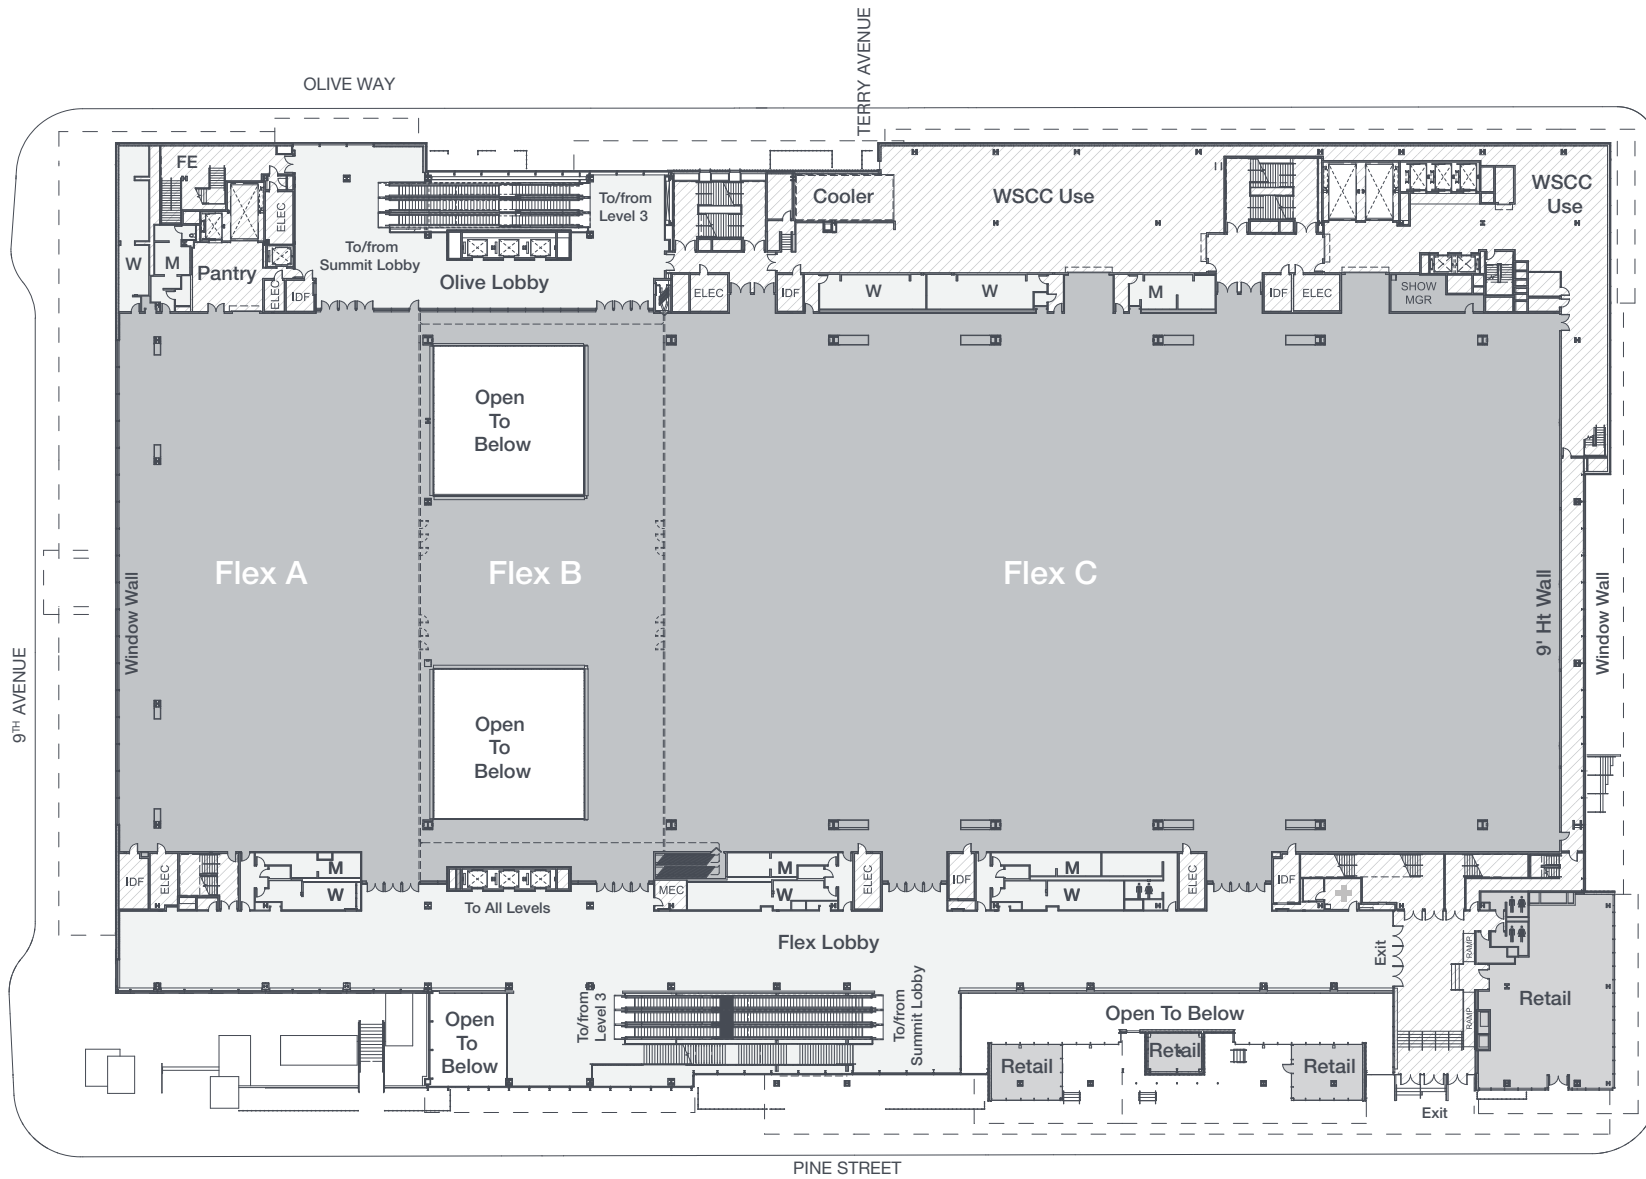 OLIVE WAY
TERRY AVENUE
FE
ELEC
W
M
Pantry
ELEC
IDF
To/from
Summit Lobby
To/from
Level 3
Olive Lobby
Cooler
WSCC Use
WSCC
Use
ELEC
IDF
W
W
M
IDF
ELEC
SHOW
MGR
Open
To
Below
Flex A
Flex B
Flex C
Window Wall
9' Ht Wall
Window Wall
9TH AVENUE
Open
To
Below
IDF
ELEC
M
W
To All Levels
MEC
M
W
ELEC
IDF
M
W
ELEC
IDF
Flex Lobby
Exit
RAMP
RAMP
Retail
To/from
Level 3
To/from
Summit Lobby
Open
To
Below
Open To Below
Retail
Retail
Retail
Exit
PINE STREET